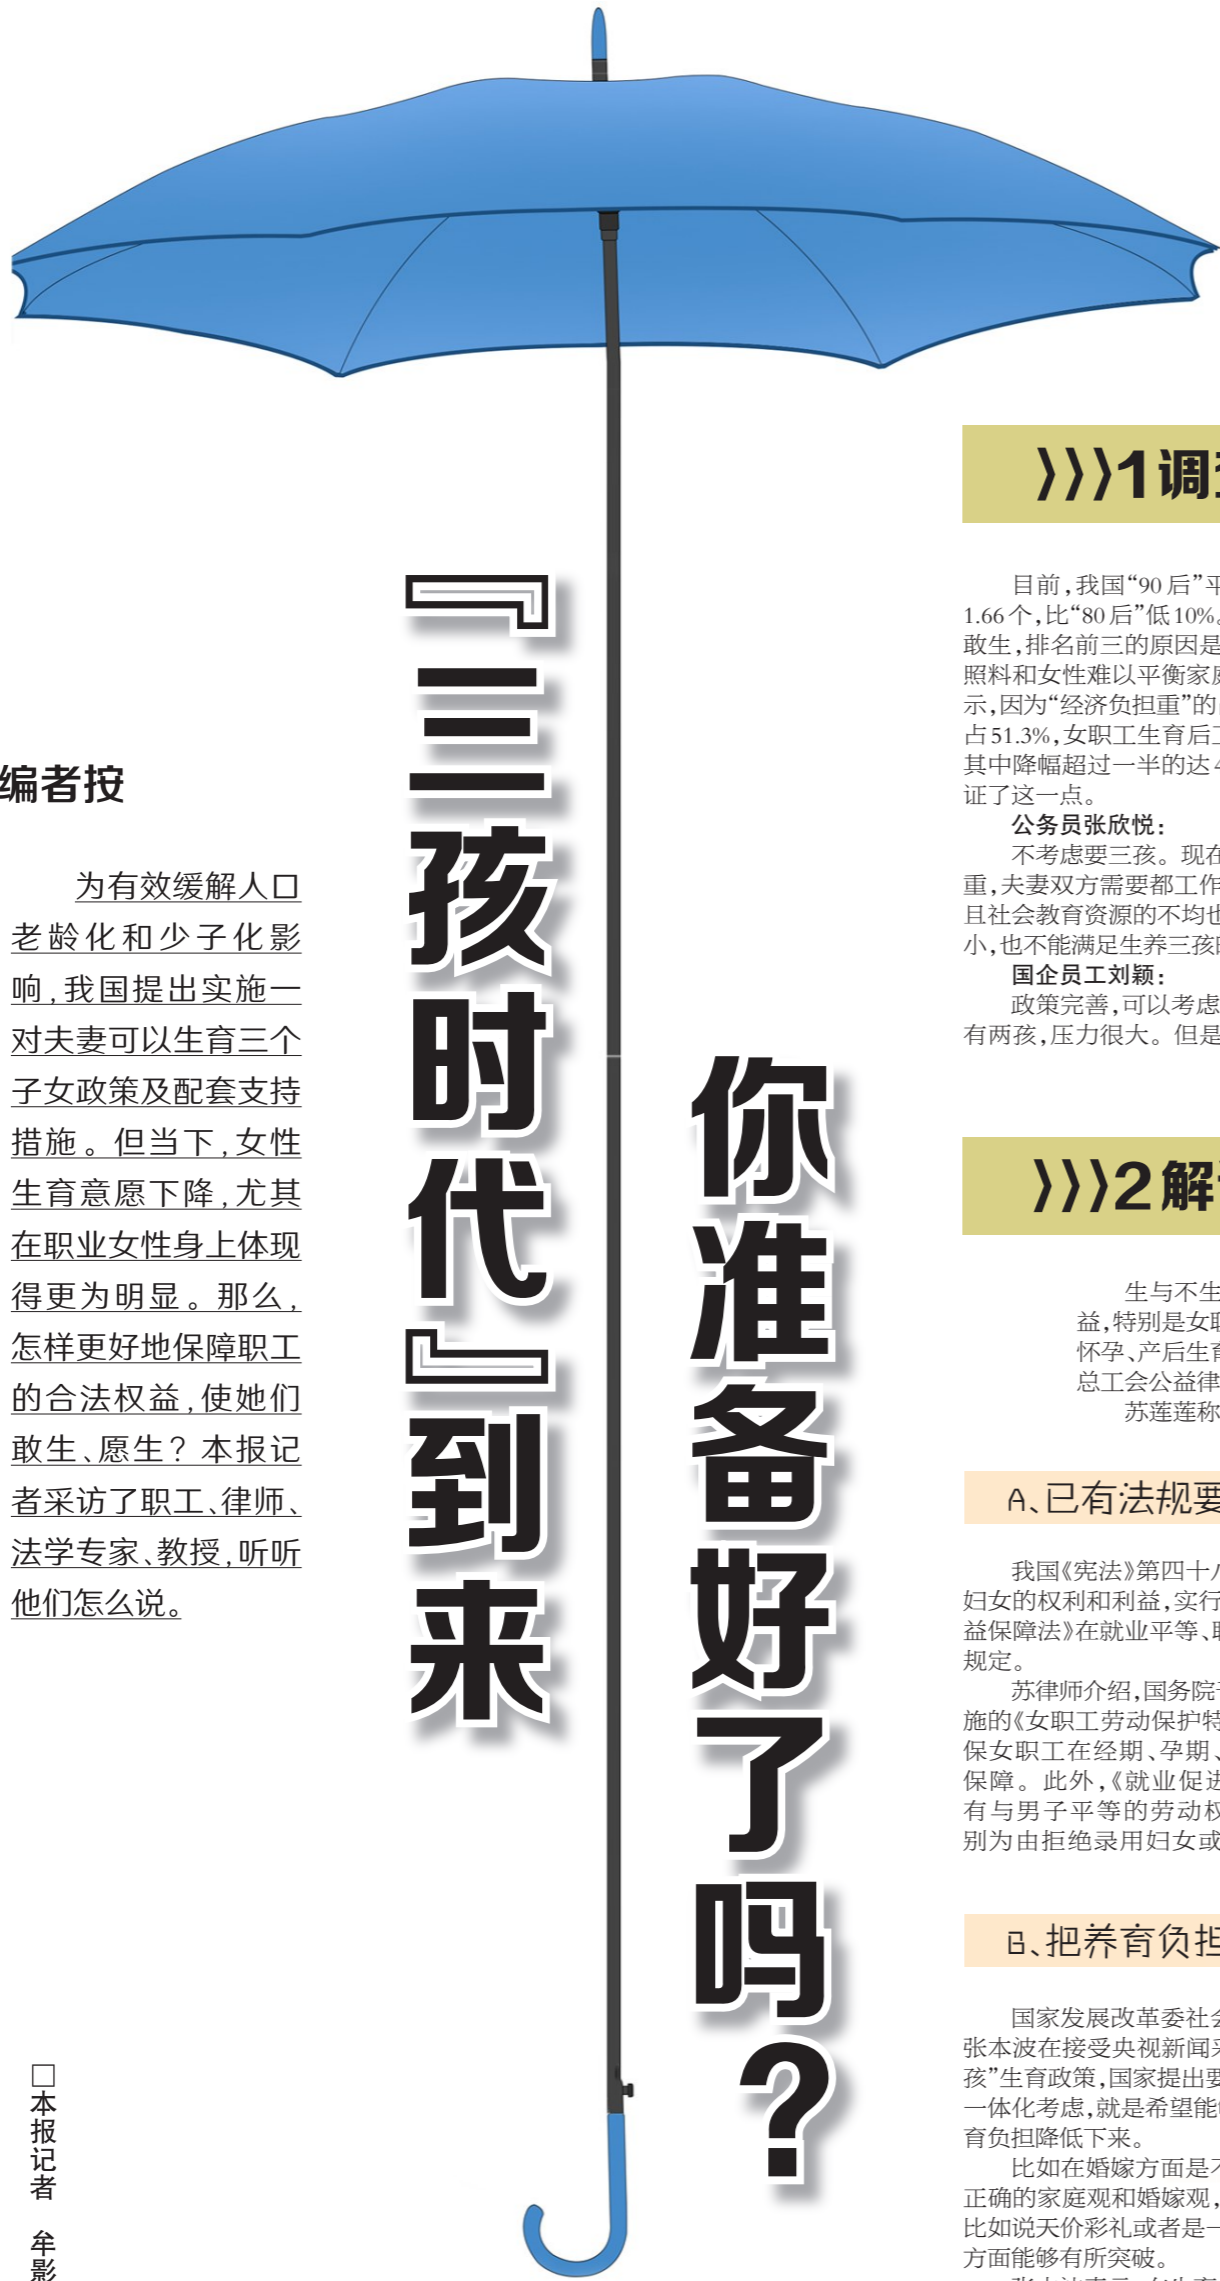 『三孩时代』到来
你准备好了吗？
编者按
为有效缓解人口
老龄化和少子化影
响，我国提出实施一
对夫妻可以生育三个
子女政策及配套支持
措施。但当下，女性
生育意愿下降，尤其
在职业女性身上体现
得更为明显。那么，
怎样更好地保障职工
的合法权益，使她们
敢生、愿生？本报记
者采访了职工、律师、
法学专家、教授，听听
他们怎么说。
□本报记者 牟影
》》》1调
目前，我国“90后”平
1.66个，比“80后”低10%。
敢生，排名前三的原因是
照料和女性难以平衡家庭
示，因为“经济负担重”的
占51.3%，女职工生育后工
其中降幅超过一半的达4
证了这一点。
公务员张欣悦：
不考虑要三孩。现在
重，夫妻双方需要都工作
且社会教育资源的不均也
小，也不能满足生养三孩
国企员工刘颖：
政策完善，可以考虑
有两孩，压力很大。但是
》》》2解
生与不生
益，特别是女职
怀孕、产后生育
总工会公益律
苏莲莲称
A、已有法规要
我国《宪法》第四十八
妇女的权利和利益，实行
益保障法》在就业平等、职
规定。
苏律师介绍，国务院
施的《女职工劳动保护特
保女职工在经期、孕期、
保障。此外，《就业促进
有与男子平等的劳动权
别为由拒绝录用妇女或
B、把养育负担
国家发展改革委社会
张本波在接受央视新闻采
孩”生育政策，国家提出要
一体化考虑，就是希望能
育负担降低下来。
比如在婚嫁方面是不
正确的家庭观和婚嫁观，
比如说天价彩礼或者是一
方面能够有所突破。